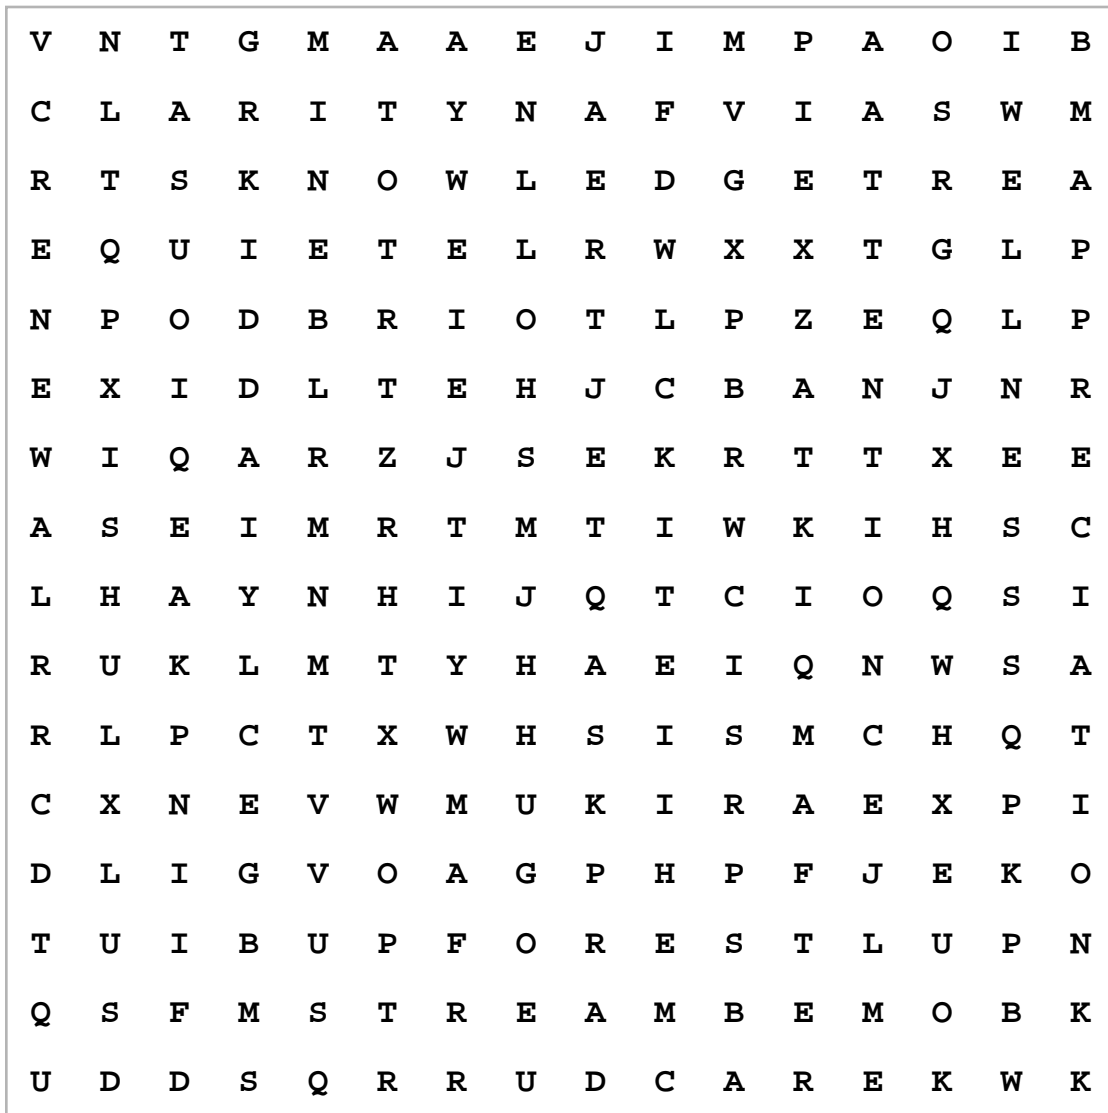 V N T G M A A E J I M P A O I B
C L A R I T Y N A F V I A S W M
R T S K N O W L E D G E T R E A
E Q U I E T E L R W X X T G L P
N P O D B R I O T L P Z E Q L P
E X I D L T E H J C B A N J N R
W I Q A R Z J S E K R T T X E E
A S E I M R T M T I W K I H S C
L H A Y N H I J Q T C I O Q S I
R U K L M T Y H A E I Q N W S A
R L P C T X W H S I S M C H Q T
C X N E V W M U K I R A E X P I
D L I G V O A G P H P F J E K O
T U I B U P F O R E S T L U P N
Q S F M S T R E A M B E M O B K
U D D S Q R R U D C A R E K W K